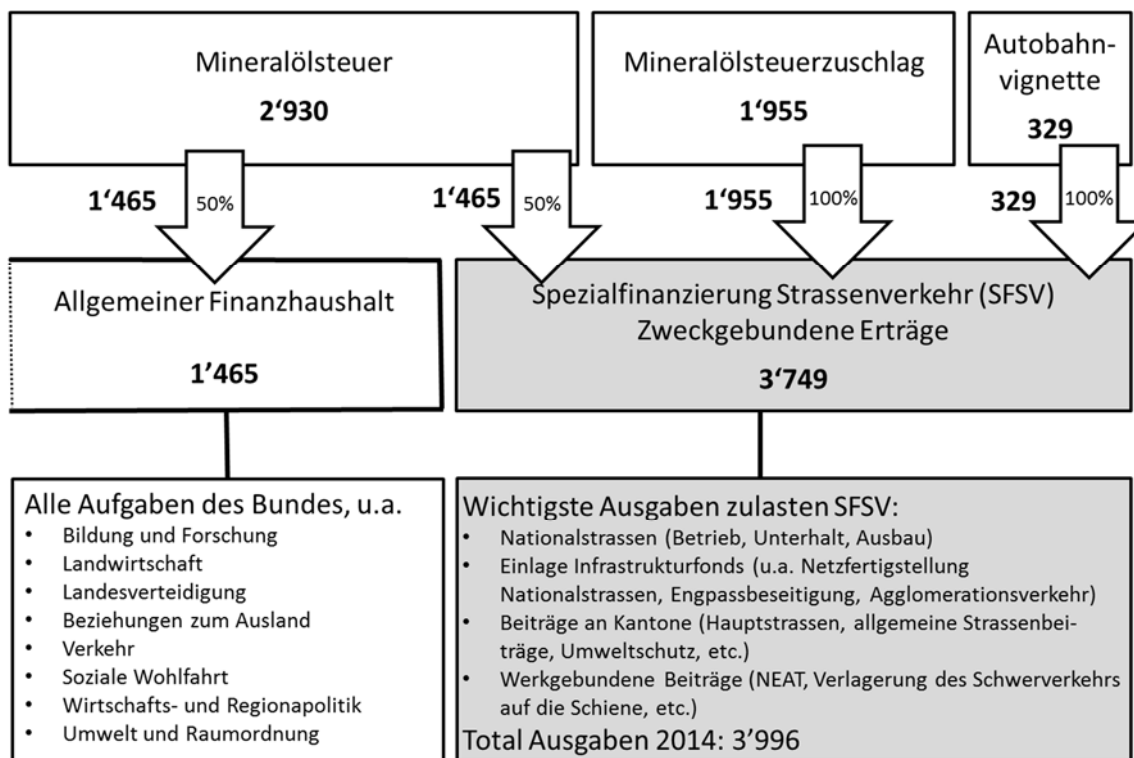 Mineralölsteuer
2‘930
Mineralölsteuerzuschlag
1‘955
Autobahn-
vignette
329
1‘465
50%
1‘465
50%
1‘955
100%
329
100%
Allgemeiner Finanzhaushalt
1’465
Spezialfinanzierung Strassenverkehr (SFSV)
Zweckgebundene Erträge
3‘749
Alle Aufgaben des Bundes, u.a.
• Bildung und Forschung
• Landwirtschaft
• Landesverteidigung
• Beziehungen zum Ausland
• Verkehr
• Soziale Wohlfahrt
• Wirtschafts- und Regionapolitik
• Umwelt und Raumordnung
Wichtigste Ausgaben zulasten SFSV:
• Nationalstrassen (Betrieb, Unterhalt, Ausbau)
• Einlage Infrastrukturfonds (u.a. Netzfertigstellung
Nationalstrassen, Engpassbeseitigung, Agglomerationsverkehr)
• Beiträge an Kantone (Hauptstrassen, allgemeine Strassenbei-
träge, Umweltschutz, etc.)
• Werkgebundene Beiträge (NEAT, Verlagerung des Schwerverkehrs
auf die Schiene, etc.)
Total Ausgaben 2014: 3’996